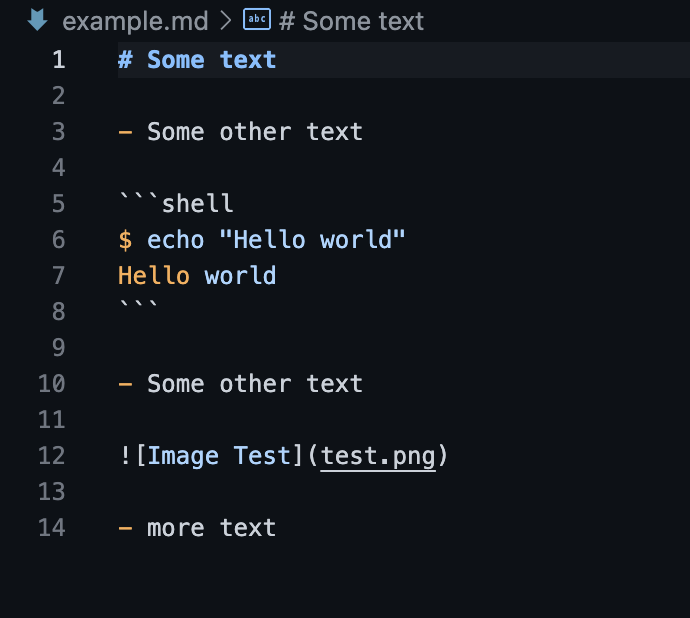 example.md > abc # Some text
1 # Some text
2
3 - Some other text
4
5 ```shell
6 $ echo "Hello world"
7 Hello world
8 ```
9
10 - Some other text
11
12 ![Image Test](test.png)
13
14 - more text